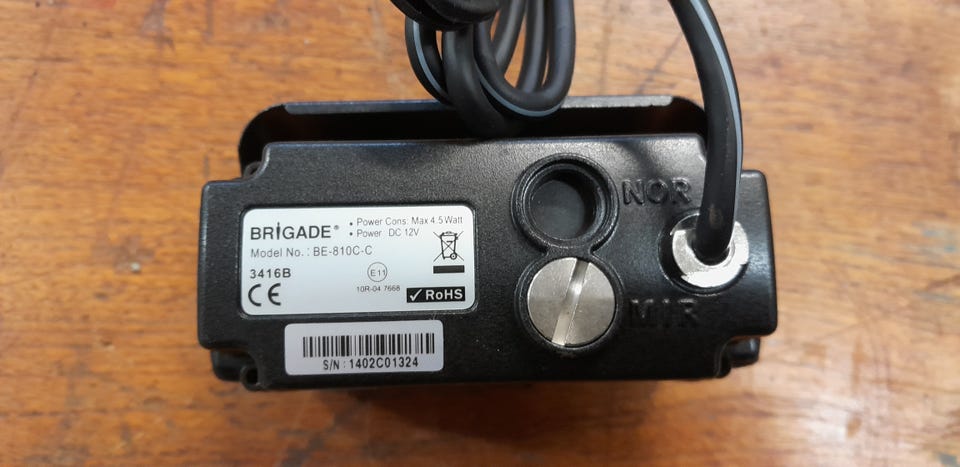 BRIGADE®
• Power Cons: Max 4.5 Watt
• Power DC 12V
Model No. : BE-810C-C
3416B
CE
E11
10R-04 7668
✓ RoHS
S/N : 1402C01324
NOR
MIR